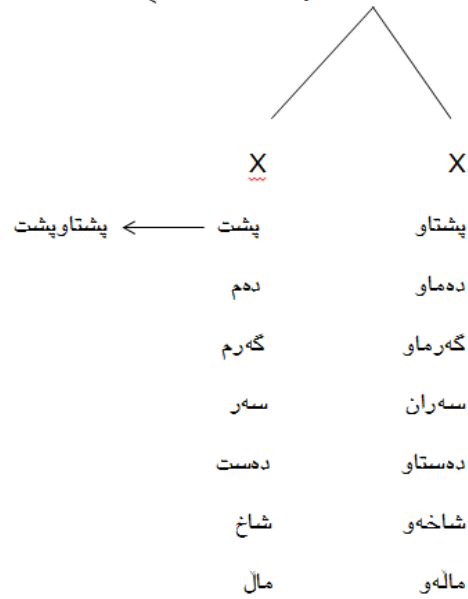 X X
پشتاو پشت ← پشتاوپشت
دەماو دەم
گەرماو گەرم
سەران سەر
دەستاو دەست
شاخەو شاخ
ماڵەو ماڵ